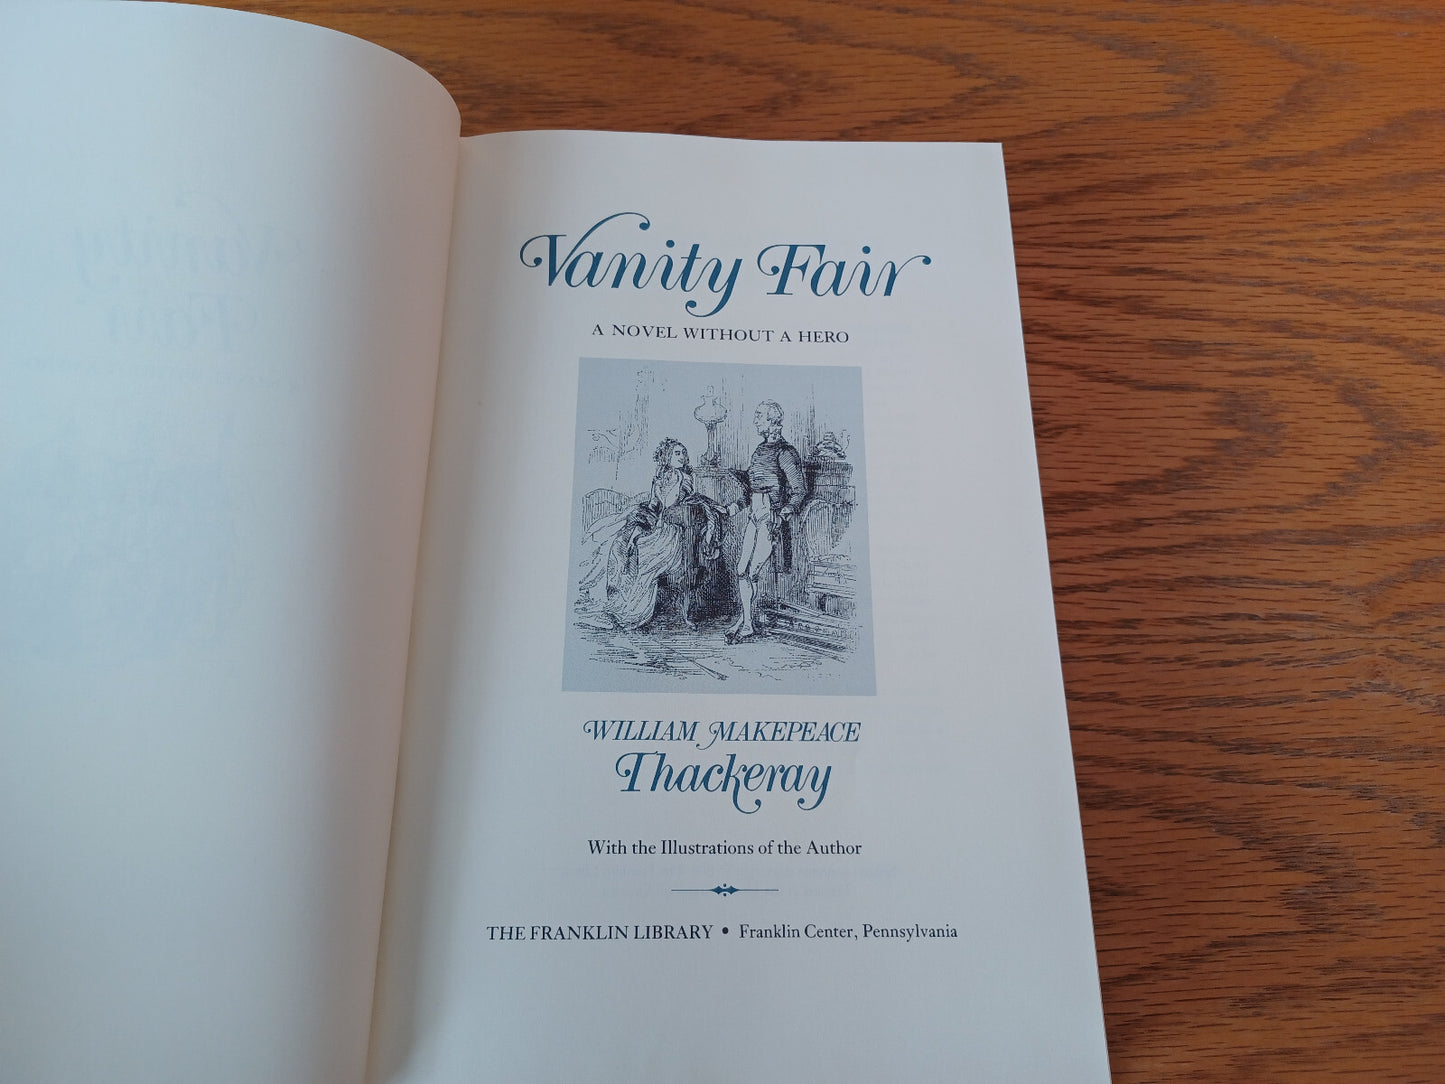 Vanity Fair
A NOVEL WITHOUT A HERO
WILLIAM MAKEPEACE
Thackeray
With the Illustrations of the Author
THE FRANKLIN LIBRARY • Franklin Center, Pennsylvania